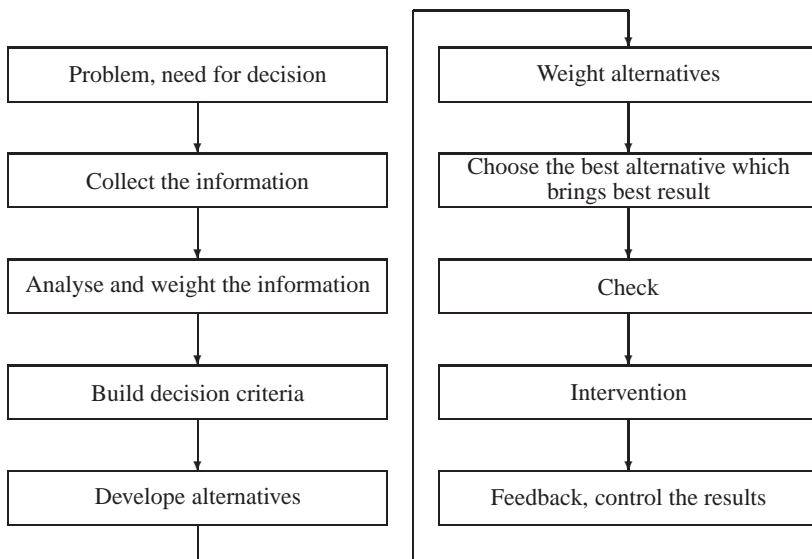 Problem, need for decision
Collect the information
Analyse and weight the information
Build decision criteria
Develope alternatives
Weight alternatives
Choose the best alternative which
brings best result
Check
Intervention
Feedback, control the results